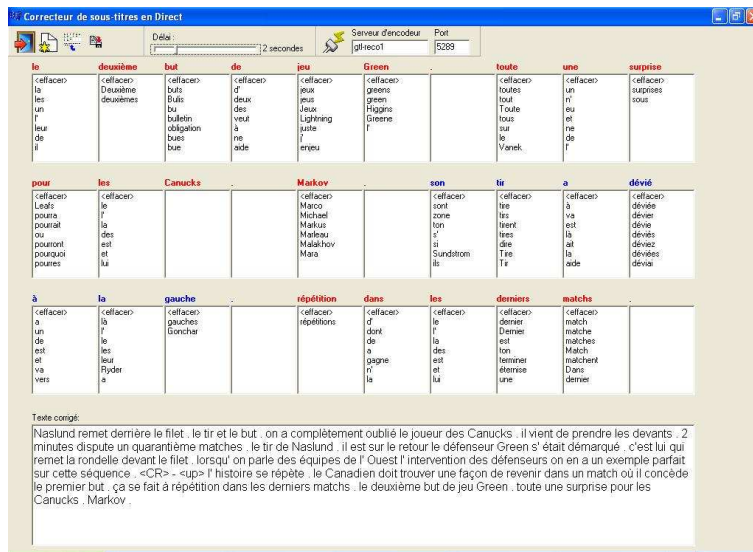 Correcteur de sous-titres en Direct
Délai :
2 secondes
Serveur d'encodeur
Port
gtl-reco1
5289
le deuxième but de jeu Green . toute une surprise
<effacer> <effacer> <effacer> <effacer> <effacer> <effacer> <effacer> <effacer> <effacer>
la Deuxième buts d' jeux greens toutes un surprises
les deuxièmes Bulis deux jeus green tout n' sous
un bu des Jeux Higgins Toute eu
l' bulletin veut Lightning Greene tous et
leur obligation à juste l' sur ne
de bues ne j' le de
il bue aide enjeu Vanek l'
pour les Canucks . Markov . son tir a dévié
<effacer> <effacer> <effacer> <effacer> <effacer> <effacer> <effacer> <effacer>
Leafs le Marco sont tire à déviée
pourra l' Michael zone tirs va dévier
pourrait la Markus ton tirent est dévie
ou des Marleau s' tires là déviés
pourront est Malakhov si dire ait déviez
pourquoi et Mara Sundstrom Tire la déviées
pourres lui ils Tir aide déviai
à la gauche . répétition dans les derniers matchs .
<effacer> <effacer> <effacer> <effacer> <effacer> <effacer> <effacer> <effacer>
a là gauches répétitions d' le dernier match
un l' Gonchar dont l' Dernier matche
de le de la est matches
est les a des ton Match
et leur gagne est terminer matchent
va Ryder n' et éternise Dans
vers a la lui une dernier
Texte corrigé:
Naslund remet derrière le filet . le tir et le but . on a complètement oublié le joueur des Canucks . il vient de prendre les devants . 2
minutes dispute un quarantième matches . le tir de Naslund . il est sur le retour le défenseur Green s' était démarqué . c'est lui qui
remet la rondelle devant le filet . lorsqu' on parle des équipes de l' Ouest l' intervention des défenseurs on en a un exemple parfait
sur cette séquence . <CR> - <up> l' histoire se répète . le Canadien doit trouver une façon de revenir dans un match où il concède
le premier but . ça se fait à répétition dans les derniers matchs . le deuxième but de jeu Green . toute une surprise pour les
Canucks . Markov .